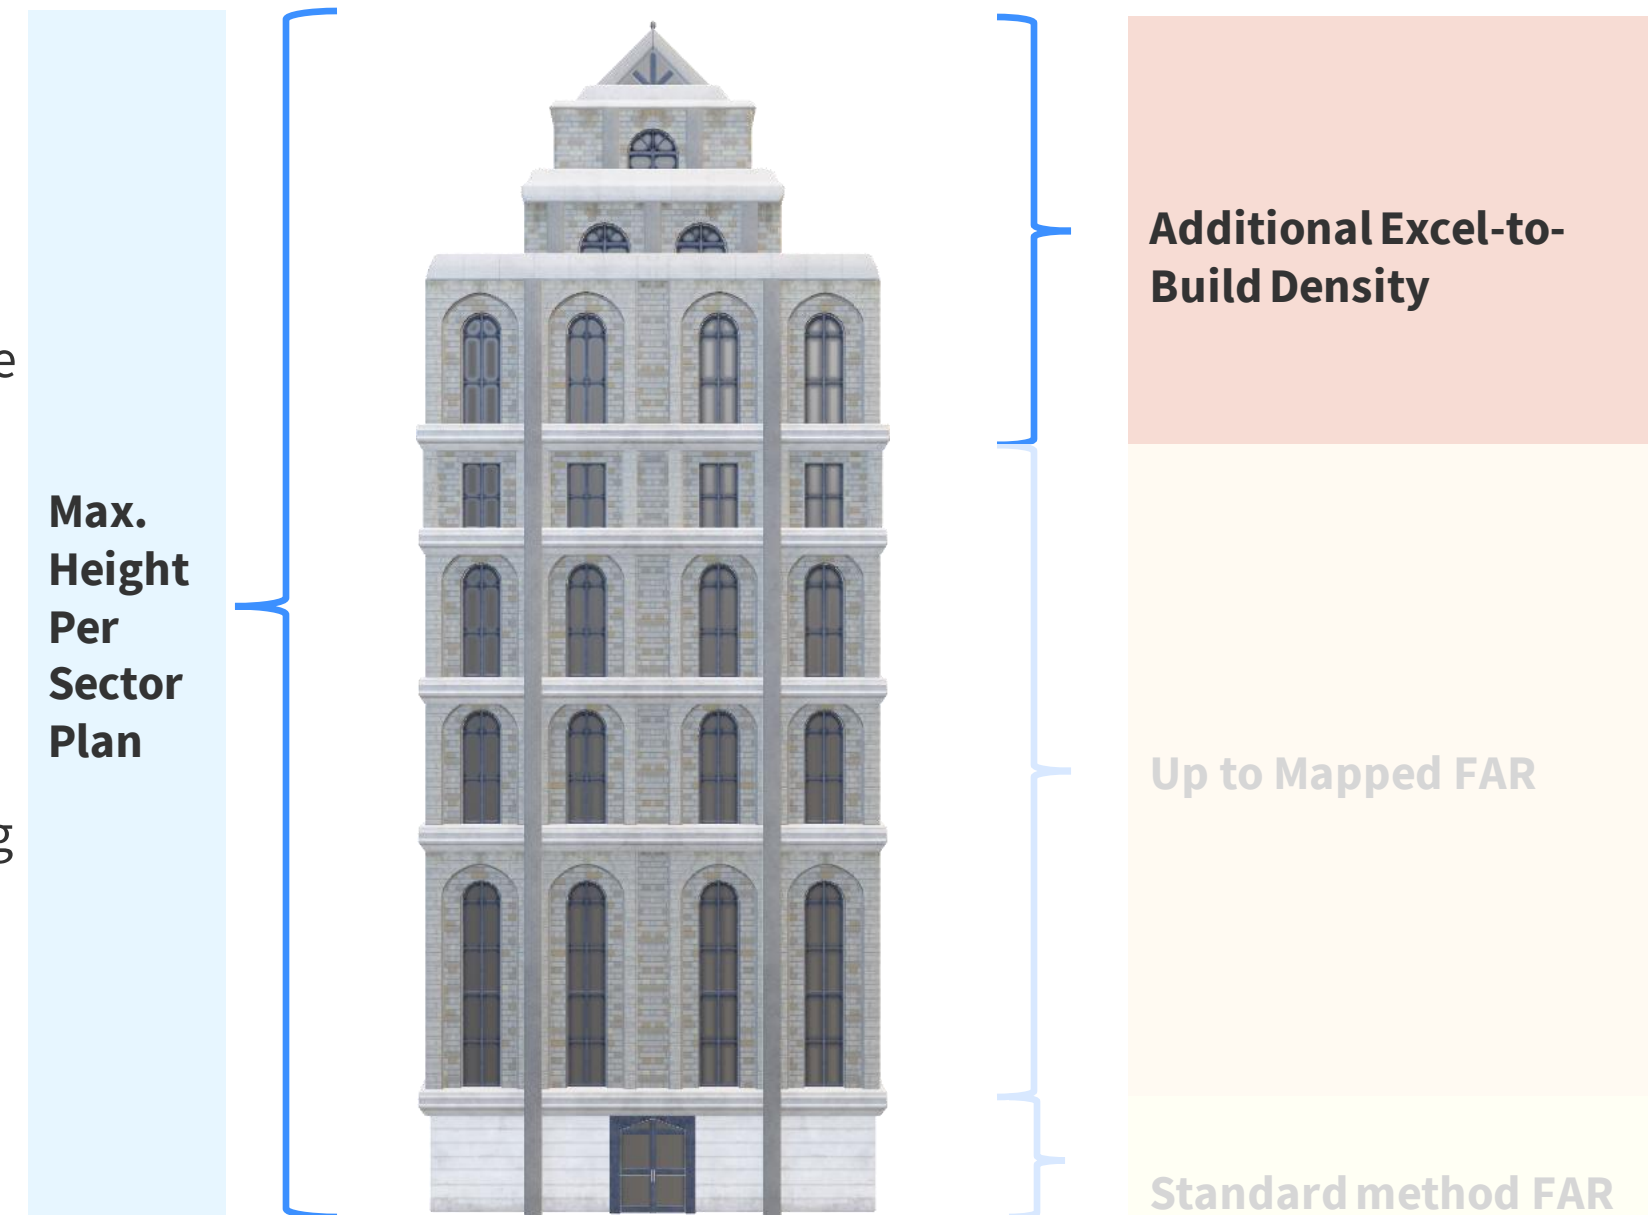 Max.
Height
Per
Sector
Plan
Additional Excel-to-
Build Density
Up to Mapped FAR
Standard method FAR